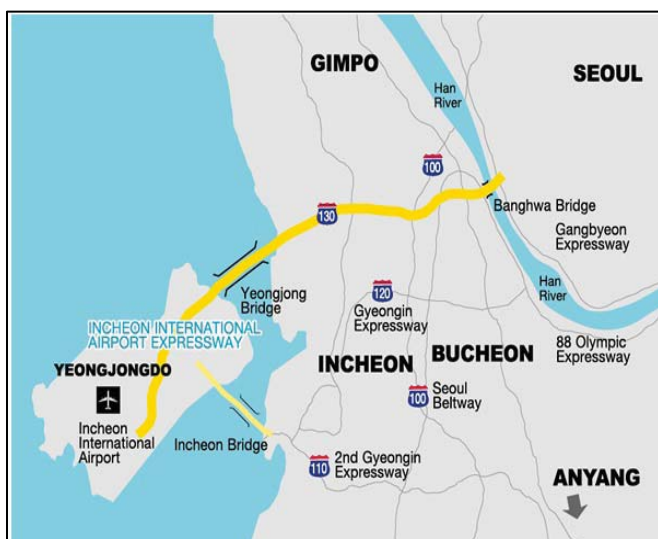 GIMPO
SEOUL
Han
River
100
130
Banghwa Bridge
Gangbyeon
Expressway
Yeongjong
Bridge
120
Gyeongin
Expressway
Han
River
INCHEON INTERNATIONAL
AIRPORT EXPRESSWAY
88 Olympic
Expressway
YEONGJONGDO
INCHEON
BUCHEON
100
Seoul
Beltway
Incheon
International
Airport
Incheon Bridge
110
2nd Gyeongin
Expressway
ANYANG